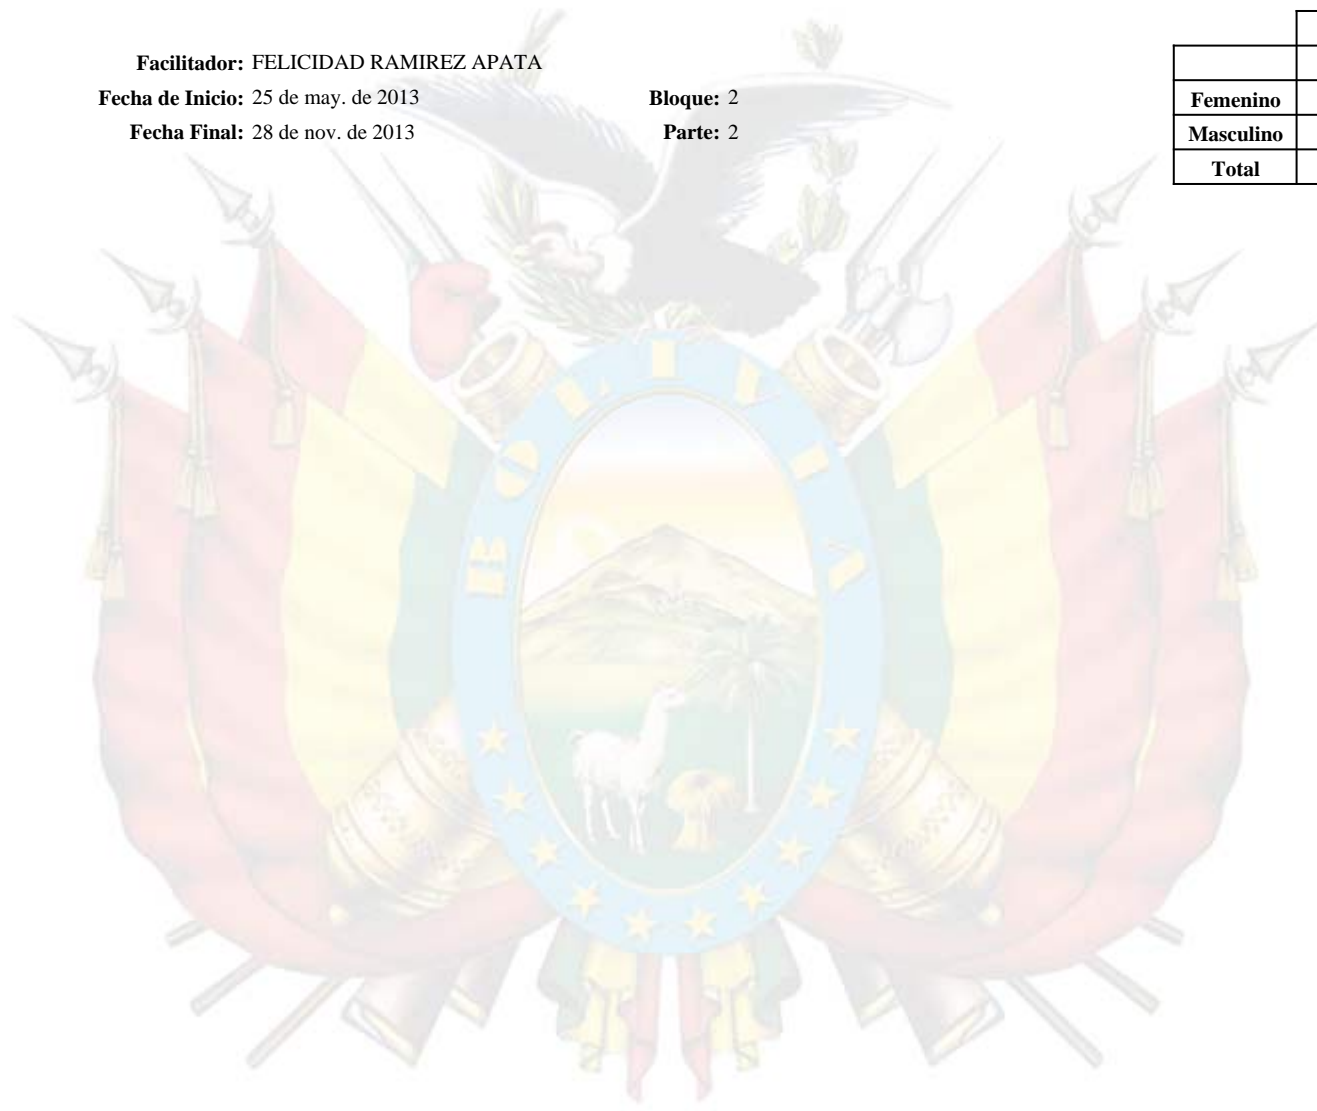 Facilitador: FELICIDAD RAMIREZ APATA
Fecha de Inicio: 25 de may. de 2013 Bloque: 2
Fecha Final: 28 de nov. de 2013 Parte: 2
Femenino
Masculino
Total
BOLIVIA